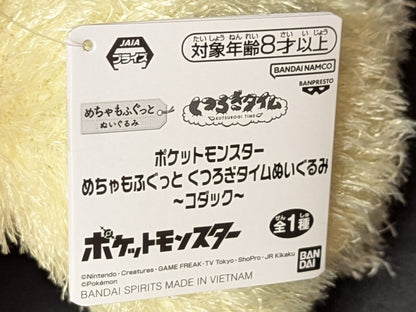 JAIA
プライズ
たい しょう ねん れい さい い じょう
対象年齢8才以上
BANDAI NAMCO
BANPRESTO
めちゃもふぐっと
ぬいぐるみ
くつろぎタイム
KUTSUROGI TIME
ポケットモンスター
めちゃもふぐっと くつろぎタイムぬいぐるみ
~コダック~
ポケットモンスター
ぜん しゅ
全1種
BAN
DAI
©Nintendo・Creatures・GAME FREAK・TV Tokyo・ShoPro・JR Kikaku
©Pokémon
BANDAI SPIRITS MADE IN VIETNAM